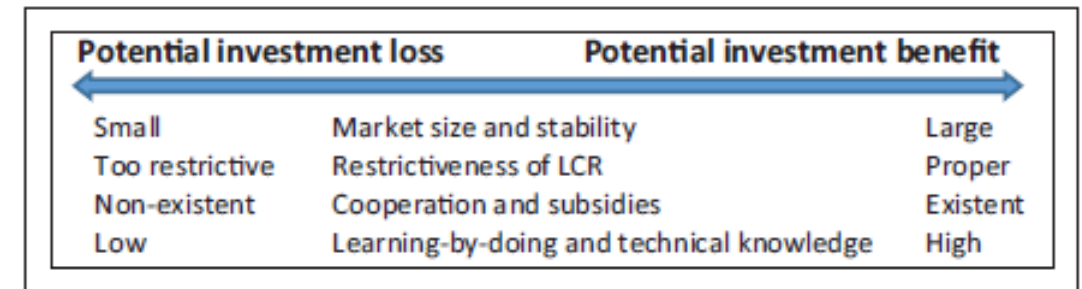 Potential investment loss Potential investment benefit
Small Market size and stability Large
Too restrictive Restrictiveness of LCR Proper
Non-existent Cooperation and subsidies Existent
Low Learning-by-doing and technical knowledge High